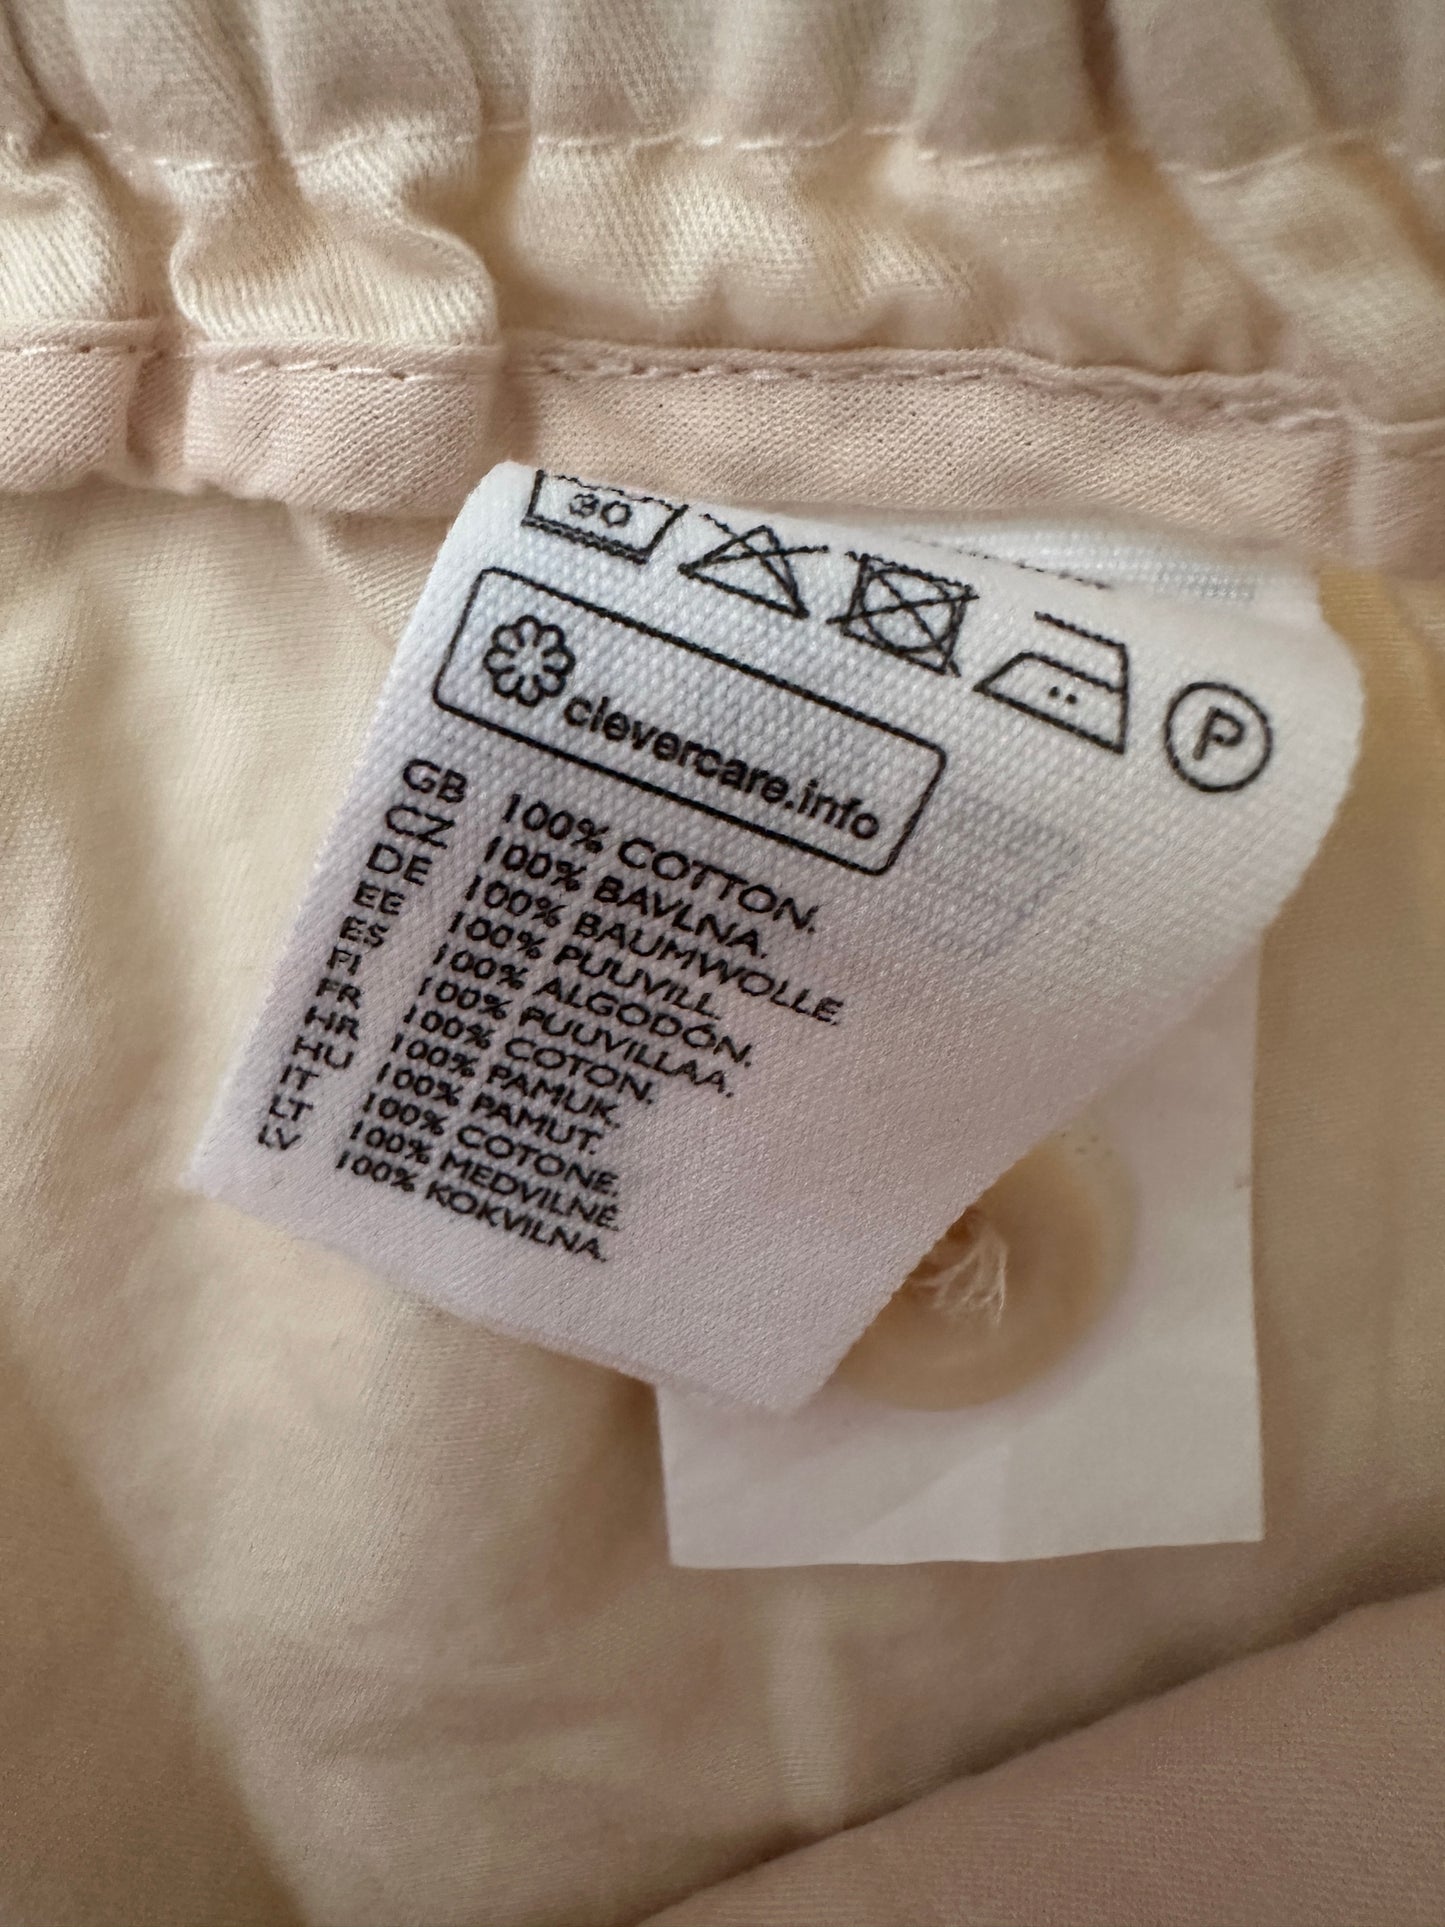 30
P
clevercare.info
GB 100% COTTON.
CZ 100% BAVLNA.
DE 100% BAUMWOLLE.
EE 100% PUUVILL.
ES 100% ALGODÓN.
FI 100% PUUVILLAA.
FR 100% COTON.
HR 100% PAMUK.
HU 100% PAMUT.
IT 100% COTONE.
LT 100% MEDVILNĖ.
LV 100% KOKVILNA.